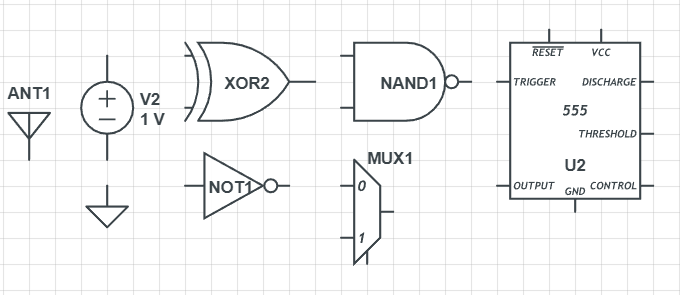 ANT1
V2
1 V
XOR2
NOT1
NAND1
MUX1
0
1
RESET
VCC
TRIGGER
DISCHARGE
555
THRESHOLD
U2
OUTPUT
GND
CONTROL